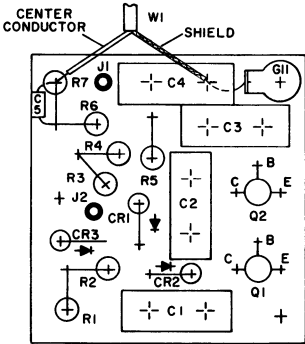 CENTER
CONDUCTOR
W1
SHIELD
J1
G11
R7
C4
C5
R6
C3
R4
R5
R3
B
J2
CR1
C2
C
E
Q2
CR3
B
R2
CR2
C
E
Q1
R1
C1